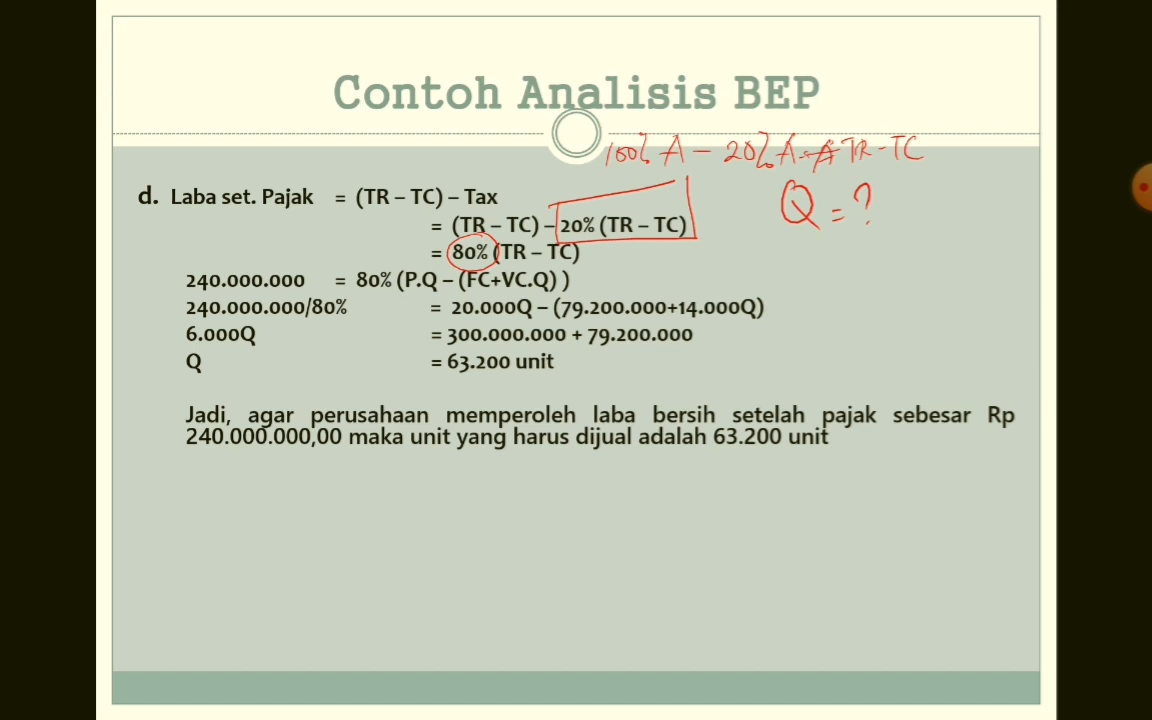 Contoh Analisis BEP
100% A - 20% A A TR - TC
Q = ?
d. Laba set. Pajak = (TR – TC) – Tax
= (TR – TC) – 20% (TR – TC)
= 80% (TR – TC)
240.000.000 = 80% (P.Q – (FC+VC.Q) )
240.000.000/80% = 20.000Q – (79.200.000+14.000Q)
6.000Q = 300.000.000 + 79.200.000
Q = 63.200 unit
Jadi, agar perusahaan memperoleh laba bersih setelah pajak sebesar Rp
240.000.000,00 maka unit yang harus dijual adalah 63.200 unit